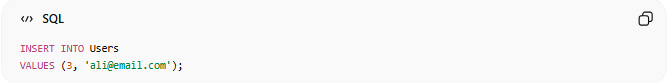 SQL
INSERT INTO Users
VALUES (3, 'ali@email.com');